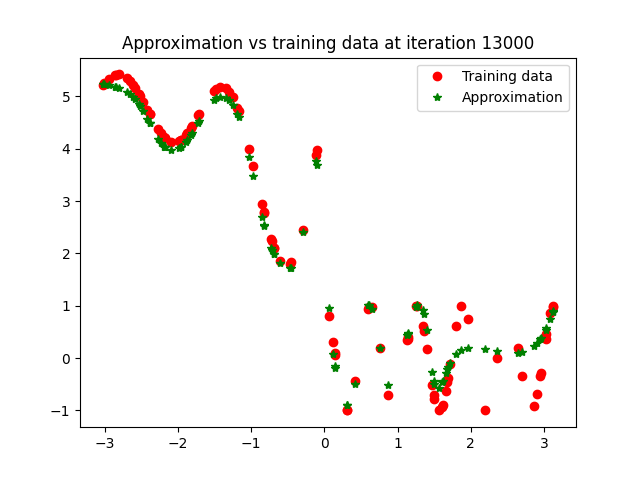 Approximation vs training data at iteration 13000
Training data
Approximation
5
4
3
2
1
0
−1
−3 −2 −1 0 1 2 3